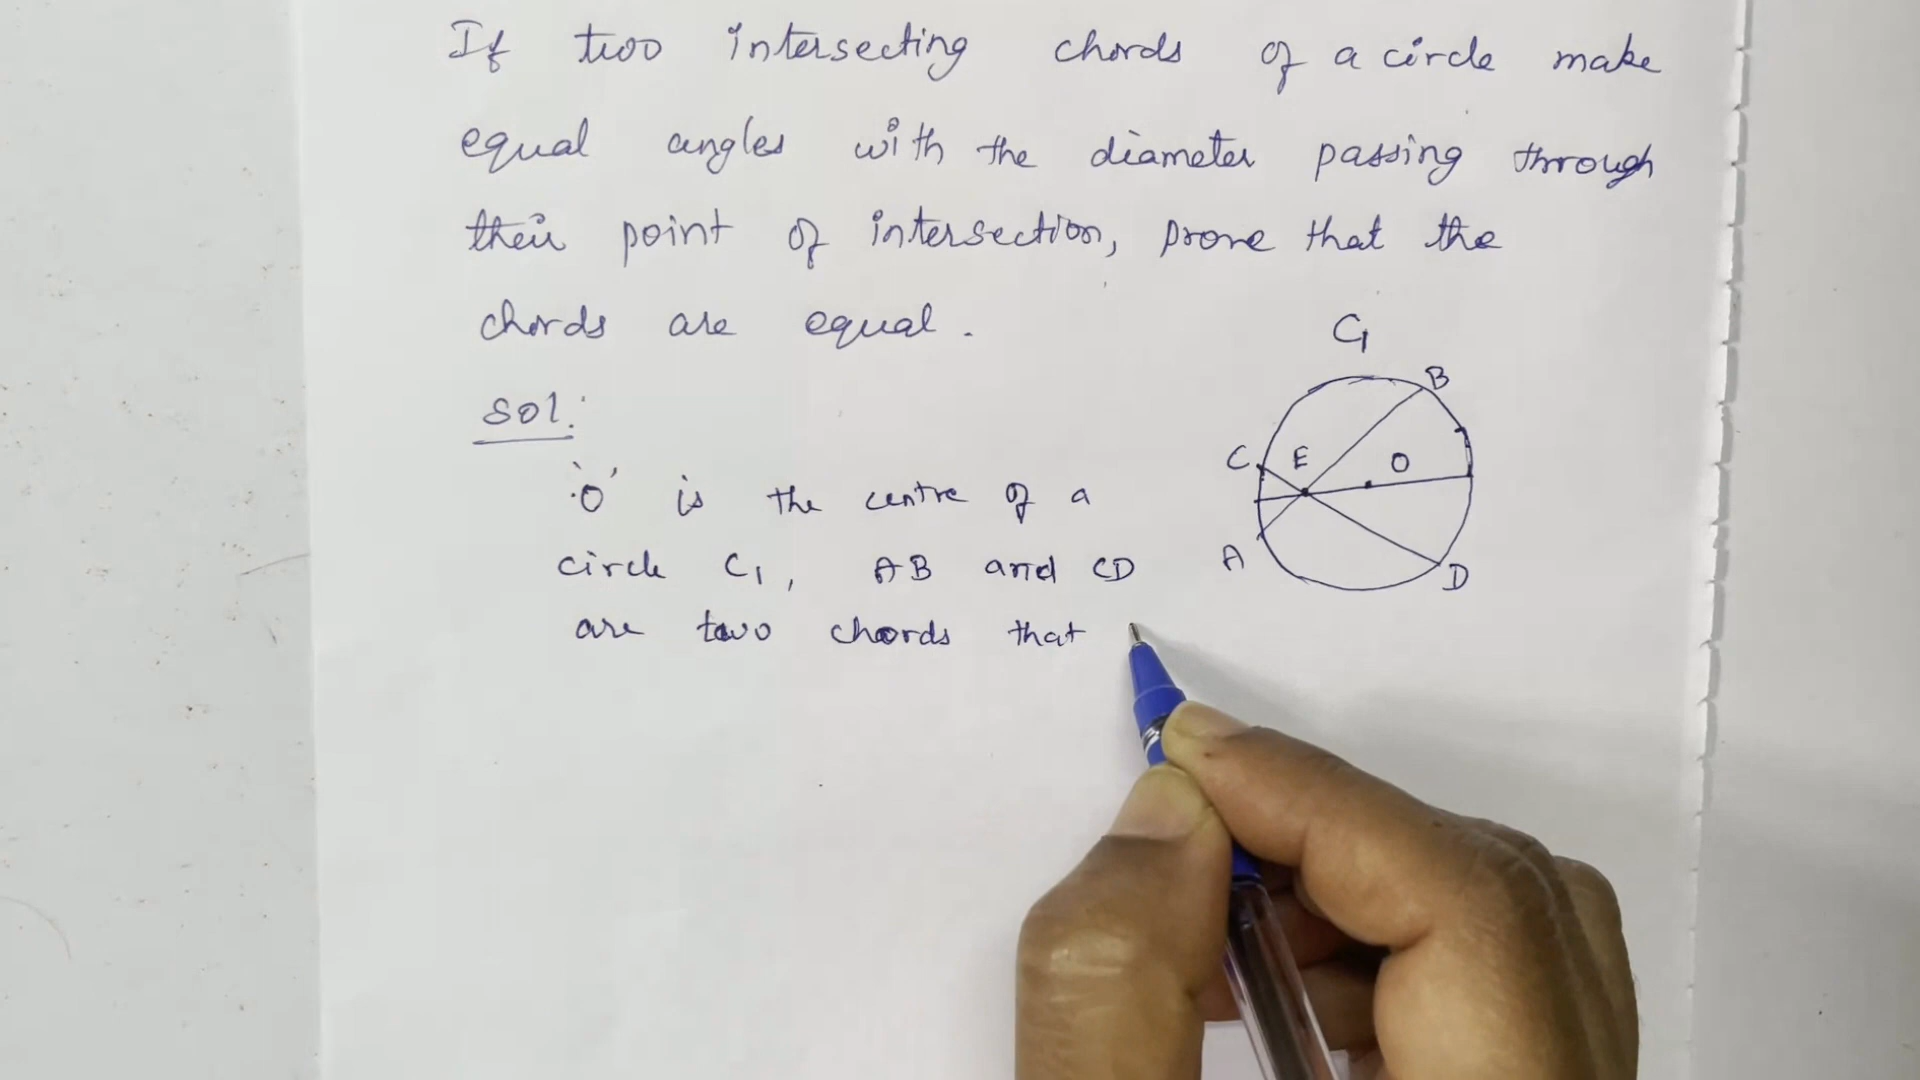 If two intersecting chords of a circle make
equal angles with the diameter passing through
their point of intersection, prove that the
chords are equal.
Sol:
'O' is the centre of a
circle C1, AB and CD
are two chords that
C1
B
C E O
A
D